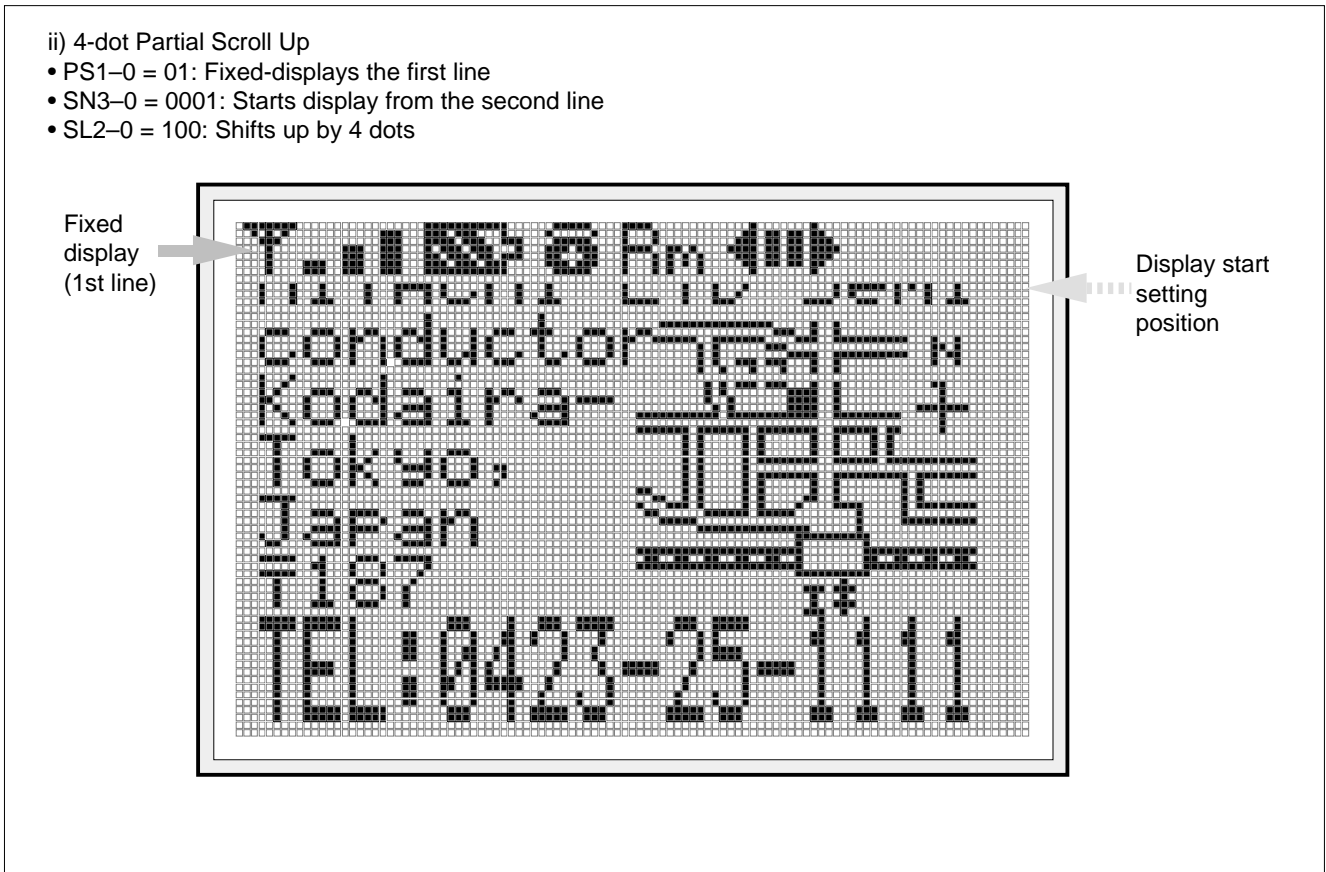 ii) 4-dot Partial Scroll Up
• PS1–0 = 01: Fixed-displays the first line
• SN3–0 = 0001: Starts display from the second line
• SL2–0 = 100: Shifts up by 4 dots
Fixed
display
(1st line)
Display start
setting
position
Rm
conductor
N
Kodaira-
Tokyo,
Japan
〒187
TEL:0423-25-1111